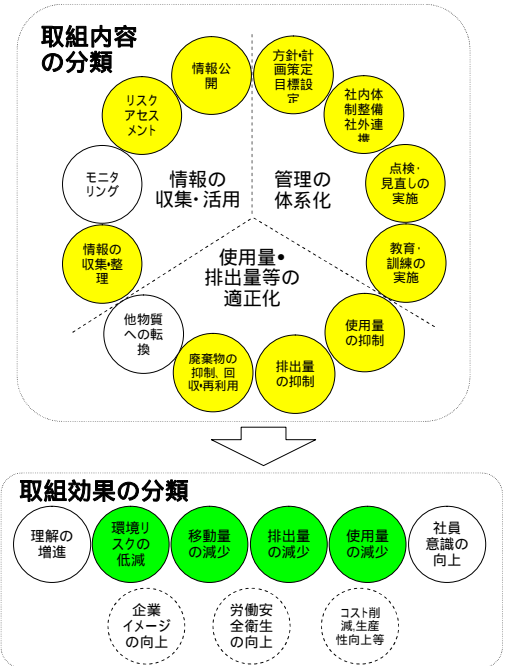 取組内容
の分類
情報公
開
方針・計
画策定
目標設
定
リスク
アセス
メント
社内体
制整備
社外連
携
モニタ
リング
情報の
収集・活用
管理の
体系化
点検・
見直しの
実施
情報の
収集・整
理
使用量・
排出量等の
適正化
教育・
訓練の
実施
他物質
への転
換
使用量
の抑制
廃棄物の
抑制、回
収・再利用
排出量
の抑制
取組効果の分類
理解の
増進
環境リ
スクの
低減
移動量
の減少
排出量
の減少
使用量
の減少
社員
意識の
向上
企業
イメージ
の向上
労働安
全衛生
の向上
コスト削
減,生産
性向上等